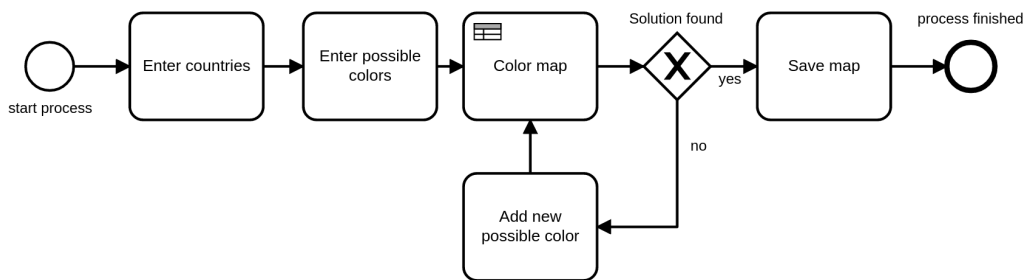 start process
Enter countries
Enter possible
colors
Color map
Solution found
yes
no
Add new
possible color
Save map
process finished